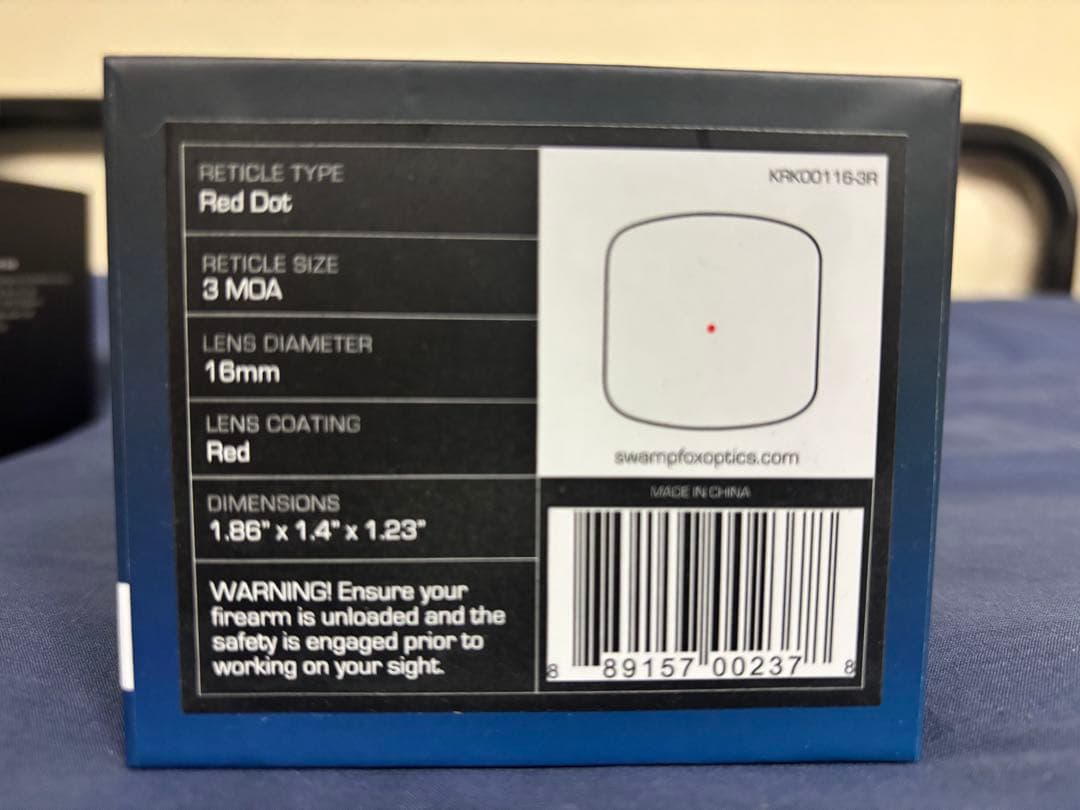 RETICLE TYPE
Red Dot
RETICLE SIZE
3 MOA
LENS DIAMETER
16mm
LENS COATING
Red
DIMENSIONS
1.86” x 1.4” x 1.23”
WARNING! Ensure your
firearm is unloaded and the
safety is engaged prior to
working on your sight.
KRK00116-3R
swampfoxoptics.com
MADE IN CHINA
8 89157 00237 8